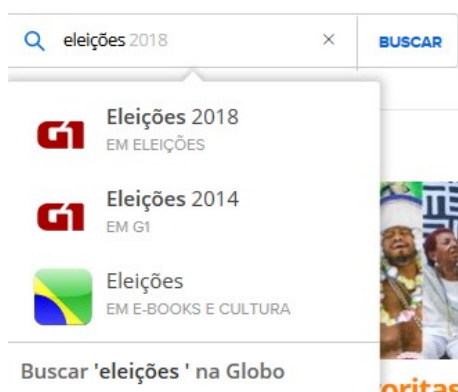 eleições 2018 × BUSCAR
G1
Eleições 2018
EM ELEIÇÕES
G1
Eleições 2014
EM G1
Eleições
EM E-BOOKS E CULTURA
Buscar 'eleições ' na Globo
oritas